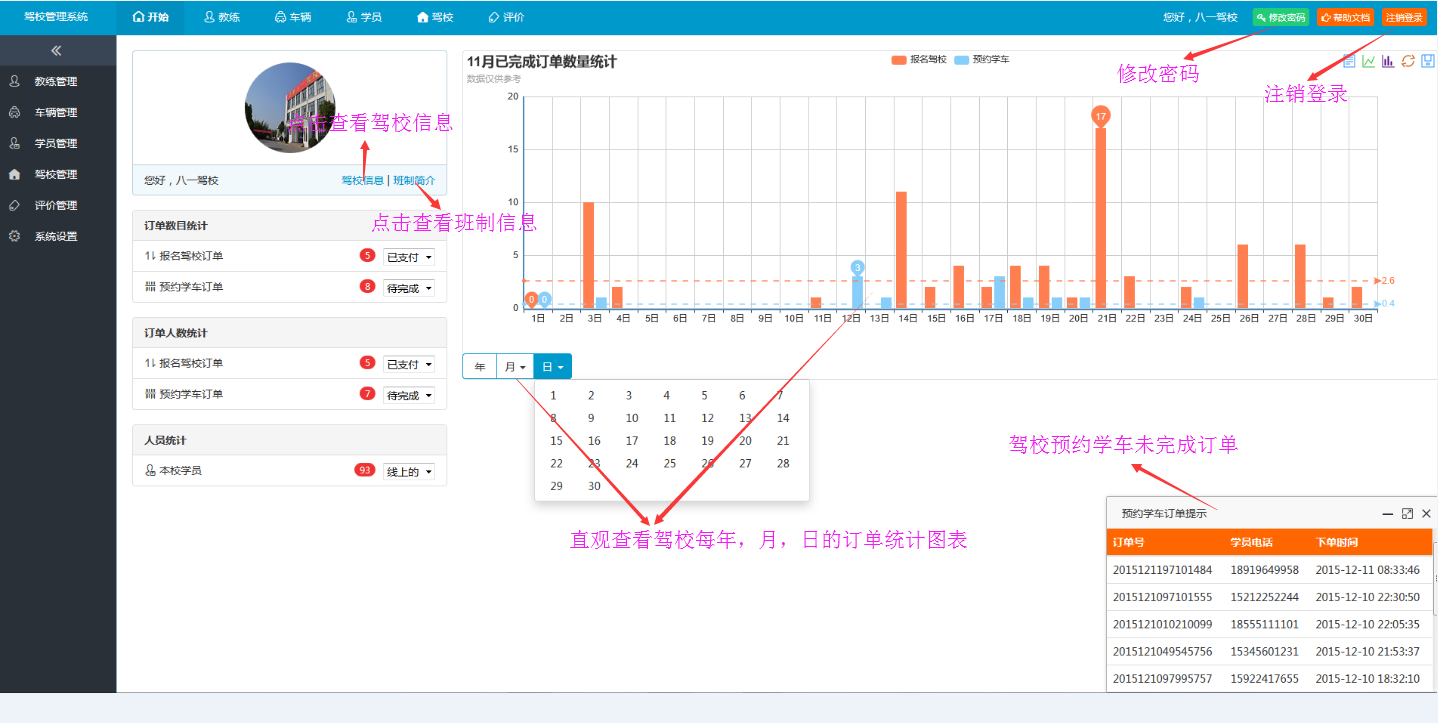 驾校管理系统 开始 教练 车辆 学员 驾校 评价 您好，八一驾校 修改密码 帮助文档 注销登录
教练管理
车辆管理
学员管理
驾校管理
评价管理
系统设置
点击查看驾校信息
您好，八一驾校 驾校信息 | 班制简介
点击查看班制信息
订单数目统计
报名驾校订单 5 已支付
预约学车订单 8 待完成
订单人数统计
报名驾校订单 5 已支付
预约学车订单 7 待完成
人员统计
本校学员 93 线上的
11月已完成订单数量统计
数据仅供参考
报名驾校 预约学车
修改密码
注销登录
20
15
10
5
0
17
3
0 0
2.6
0.4
1日 2日 3日 4日 5日 6日 7日 8日 9日 10日 11日 12日 13日 14日 15日 16日 17日 18日 19日 20日 21日 22日 23日 24日 25日 26日 27日 28日 29日 30日
年 月 日
1 2 3 4 5 6 7
8 9 10 11 12 13 14
15 16 17 18 19 20 21
22 23 24 25 26 27 28
29 30
直观查看驾校每年，月，日的订单统计图表
驾校预约学车未完成订单
预约学车订单提示
订单号 学员电话 下单时间
2015121197101484 18919649958 2015-12-11 08:33:46
2015121097101555 15212252244 2015-12-10 22:30:50
2015121010210099 18555111101 2015-12-10 22:05:35
2015121049545756 15345601231 2015-12-10 21:53:37
2015121097995757 15922417655 2015-12-10 18:32:10